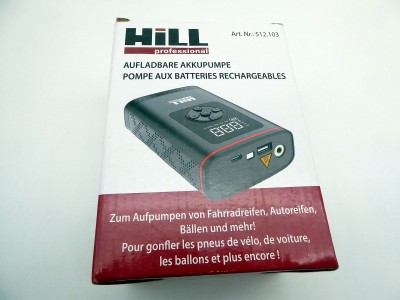 HiLL
professional
Art. Nr.: 512.103
AUFLADBARE AKKUPUMPE
POMPE AUX BATTERIES RECHARGEABLES
HiLL
Zum Aufpumpen von Fahrradreifen, Autoreifen,
Bällen und mehr!
Pour gonfler les pneus de vélo, de voiture,
les ballons et plus encore !